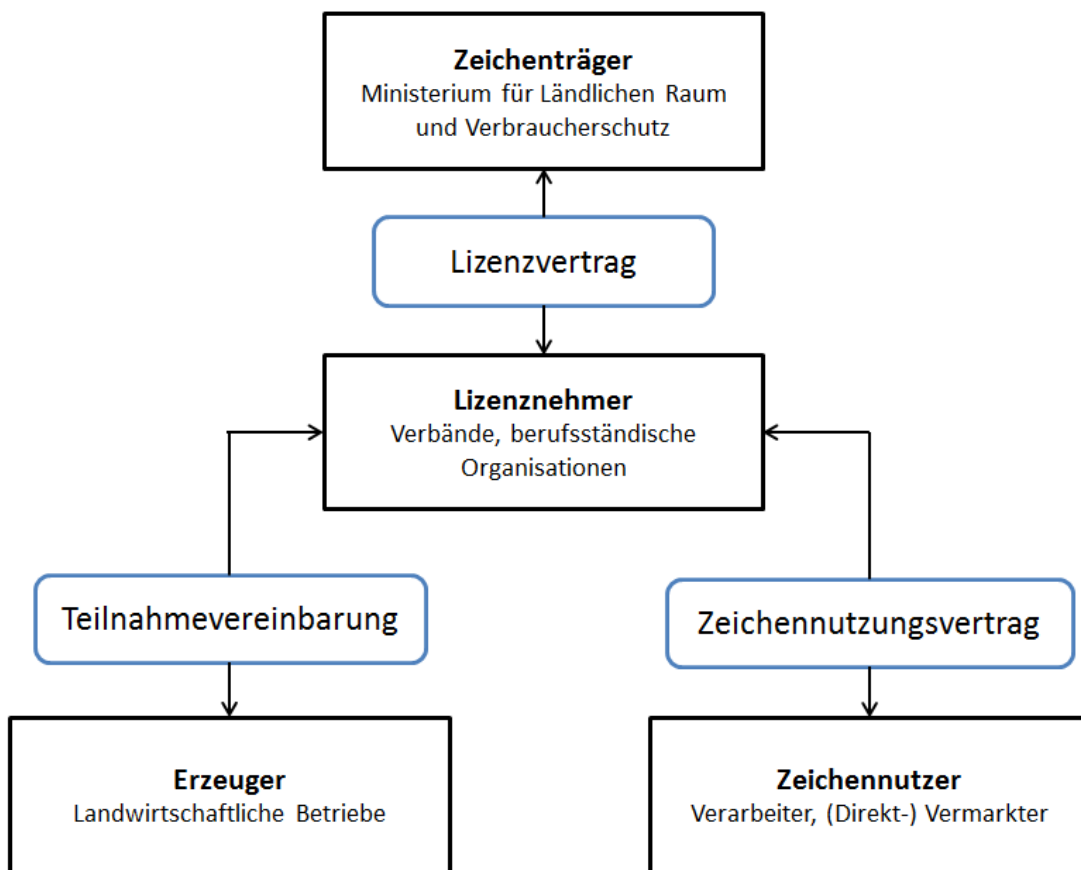 Zeichenträger
Ministerium für Ländlichen Raum
und Verbraucherschutz
Lizenzvertrag
Lizenznehmer
Verbände, berufsständische
Organisationen
Teilnahmevereinbarung
Zeichennutzungsvertrag
Erzeuger
Landwirtschaftliche Betriebe
Zeichennutzer
Verarbeiter, (Direkt-) Vermarkter